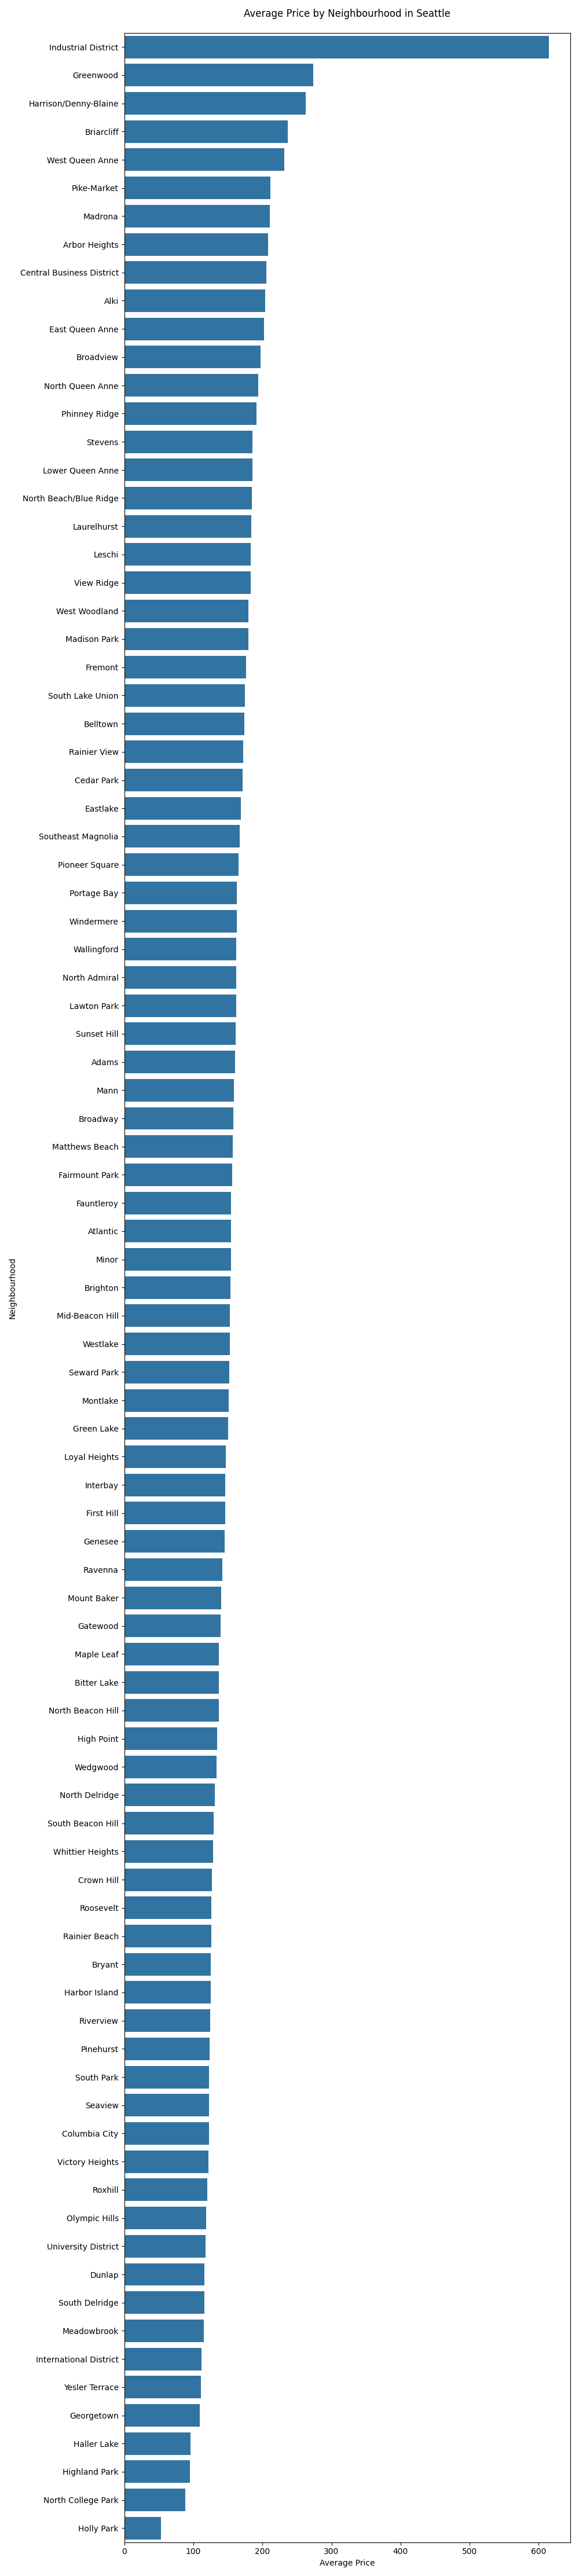 Average Price by Neighbourhood in Seattle
Industrial District
Greenwood
Harrison/Denny-Blaine
Briarcliff
West Queen Anne
Pike-Market
Madrona
Arbor Heights
Central Business District
Alki
East Queen Anne
Broadview
North Queen Anne
Phinney Ridge
Stevens
Lower Queen Anne
North Beach/Blue Ridge
Laurelhurst
Leschi
View Ridge
West Woodland
Madison Park
Fremont
South Lake Union
Belltown
Rainier View
Cedar Park
Eastlake
Southeast Magnolia
Pioneer Square
Portage Bay
Windermere
Wallingford
North Admiral
Lawton Park
Sunset Hill
Adams
Mann
Broadway
Matthews Beach
Fairmount Park
Fauntleroy
Atlantic
Minor
Neighbourhood
Brighton
Mid-Beacon Hill
Westlake
Seward Park
Montlake
Green Lake
Loyal Heights
Interbay
First Hill
Genesee
Ravenna
Mount Baker
Gatewood
Maple Leaf
Bitter Lake
North Beacon Hill
High Point
Wedgwood
North Delridge
South Beacon Hill
Whittier Heights
Crown Hill
Roosevelt
Rainier Beach
Bryant
Harbor Island
Riverview
Pinehurst
South Park
Seaview
Columbia City
Victory Heights
Roxhill
Olympic Hills
University District
Dunlap
South Delridge
Meadowbrook
International District
Yesler Terrace
Georgetown
Haller Lake
Highland Park
North College Park
Holly Park
0 100 200 300 400 500 600
Average Price